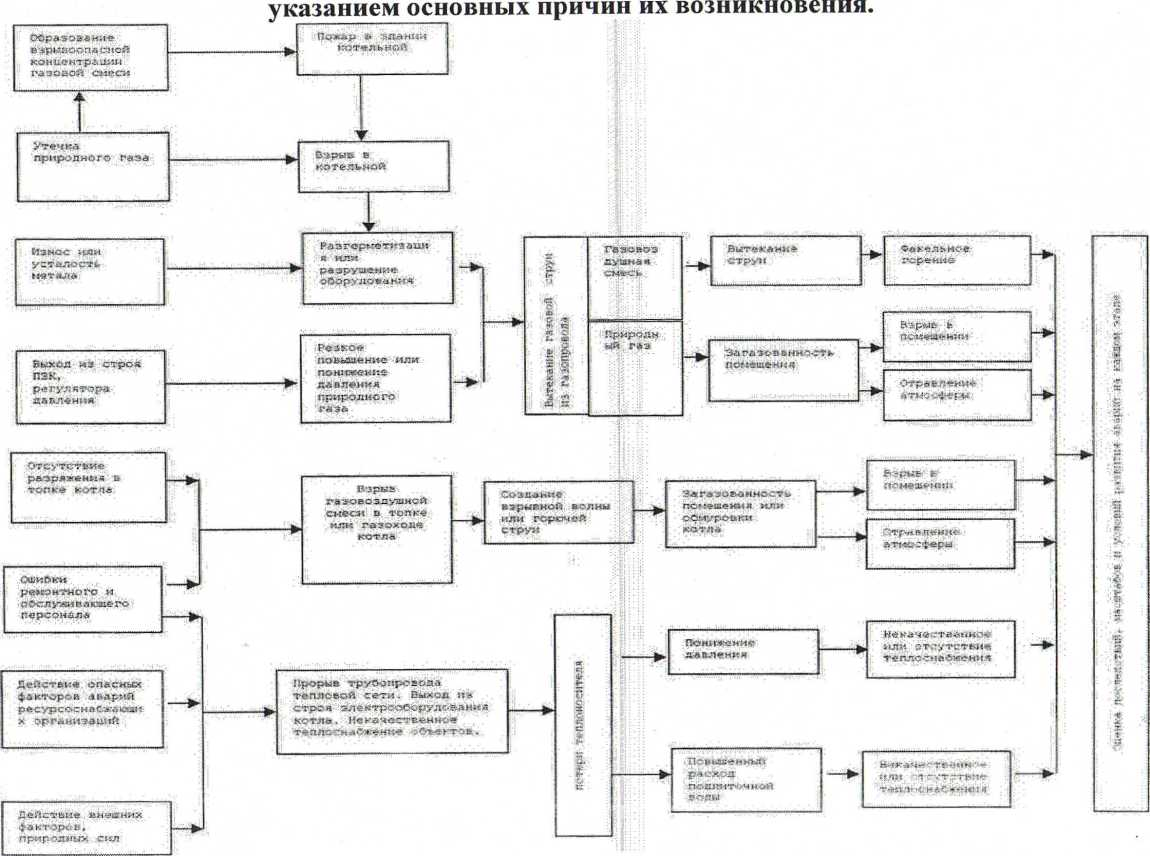 указанием основных причин их возникновения.
Образование
взрывоопасной
концентрации
газовой смеси
Пожар в здании
котельной
Утечка
природного газа
Взрыв в
котельной
Износ или
усталость
метала
Разгерметизаци
я или
разрушение
оборудования
Вытекание газовой струи
из газопровода
Газовоз
душная
смесь
Вытекание
струи
Факельное
горение
Выход из строя
ПЗК,
регулятора
давления
Резкое
повышение или
понижение
давления
природного
газа
Природн
ый газ
Загазованность
помещения
Взрыв в
помещении
Отравление
атмосферы
Отсутствие
разряжения в
топке котла
Взрыв
газовоздушной
смеси в топке
или газоходе
котла
Создание
взрывной волны
или горячей
струи
Загазованность
помещения или
обмуровки
котла
Взрыв в
помещении
Отравление
атмосферы
Ошибки
ремонтного и
обслуживающего
персонала
Действие опасных
факторов аварий
ресурсоснабжающи
х организаций
Действие внешних
факторов,
природных сил
Прорыв трубопровода
тепловой сети. Выход из
строя электрооборудования
котла. Некачественное
теплоснабжение объектов.
потери теплоносителя
Понижение
давления
Некачественное
или отсутствие
теплоснабжения
Повышенный
расход
подпиточной
воды
Некачественное
или отсутствие
теплоснабжения
Оценка последствий, масштабов и условий развития аварии на каждом этапе